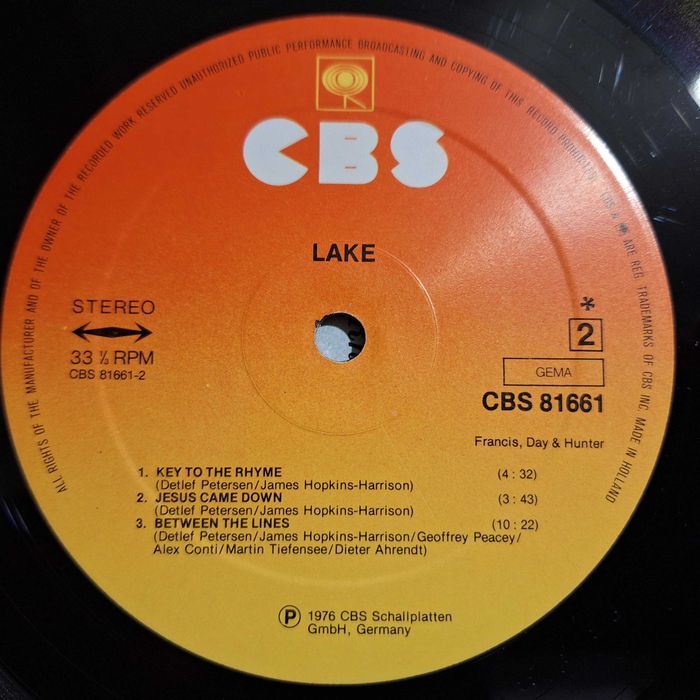 ALL RIGHTS OF THE MANUFACTURER AND OF THE OWNER OF THE RECORDED WORK RESERVED UNAUTHORIZED PUBLIC PERFORMANCE BROADCASTING AND COPYING OF THIS RECORD PROHIBITED. CBS & ARE REG. TRADEMARKS OF CBS INC. MADE IN HOLLAND
CBS
LAKE
STEREO
33 ⅓ RPM
CBS 81661-2
*
2
GEMA
CBS 81661
Francis, Day & Hunter
1. KEY TO THE RHYME (4 : 32)
(Detlef Petersen/James Hopkins-Harrison)
2. JESUS CAME DOWN (3 : 43)
(Detlef Petersen/James Hopkins-Harrison)
3. BETWEEN THE LINES (10 : 22)
(Detlef Petersen/James Hopkins-Harrison/Geoffrey Peacey/
Alex Conti/Martin Tiefensee/Dieter Ahrendt)
℗ 1976 CBS Schallplatten
GmbH, Germany